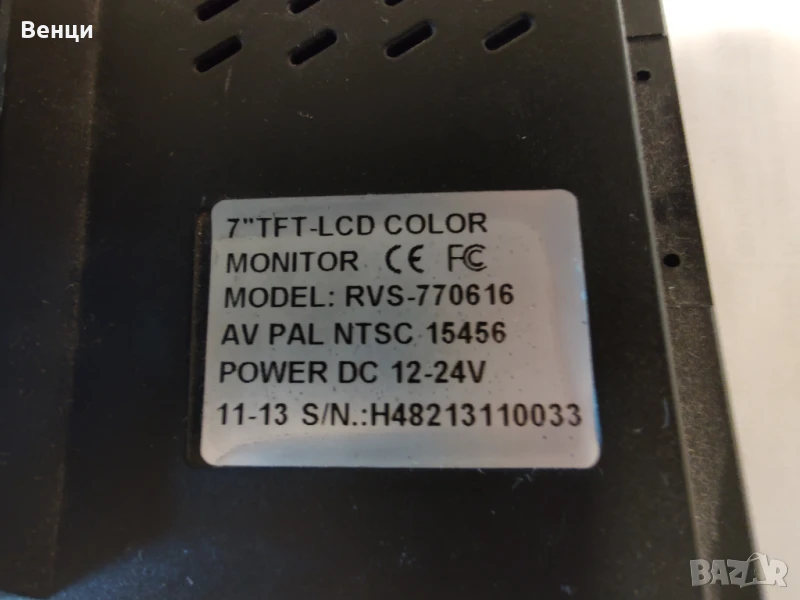 Венци
7"TFT-LCD COLOR
MONITOR CE FC
MODEL: RVS-770616
AV PAL NTSC 15456
POWER DC 12-24V
11-13 S/N.:H48213110033
BAZAR